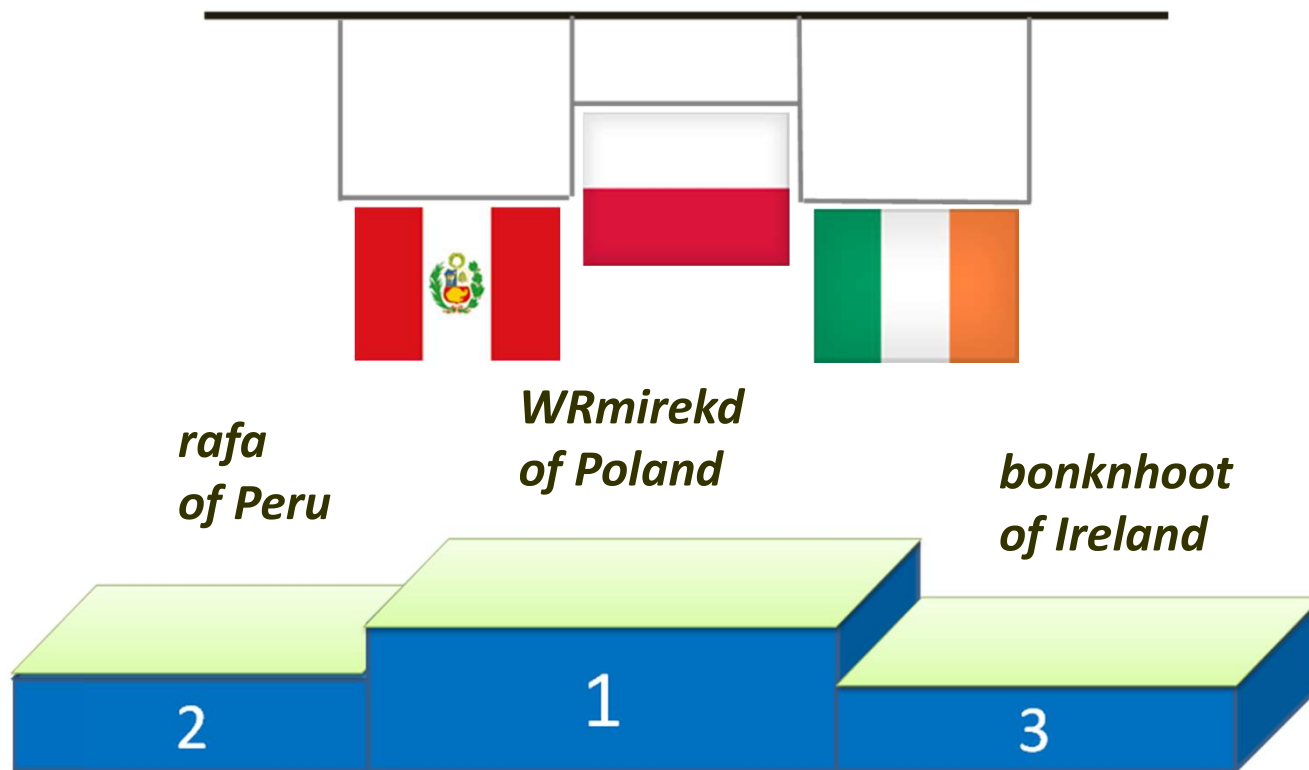 WRmirekd
of Poland
rafa
of Peru
bonknhoot
of Ireland
2
1
3